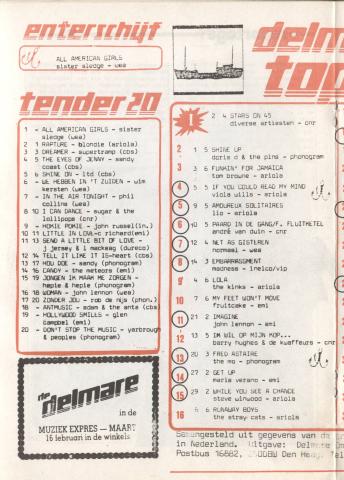 enterschijf
ALL AMERICAN GIRLS
sister sledge - wea
tender 20
1 - ALL AMERICAN GIRLS - sister
sledge (wea)
2 1 RAPTURE - blondie (ariola)
3 3 DREAMER - supertramp (cbs)
4 5 THE EYES OF JENNY - sandy
coast (cbs)
5 6 SHINE ON - ltd (cbs)
6 - WE HEBBEN IN 'T ZUIDEN - wim
kersten (wea)
7 - IN THE AIR TONIGHT - phil
collins (wea)
8 10 I CAN DANCE - sugar & the
lollipops (cnr)
9 - HOKIE POKIE - john russell(n.)
10 11 LITTLE IN LOVE - c richard(emi)
11 13 SEND A LITTLE BIT OF LOVE -
j jersey & l mackeag (dureco)
12 14 TELL IT LIKE IT IS - heart (cbs)
13 17 YOU DOE - sandy (phonogram)
14 16 CANDY - the meteors (emi)
15 19 JONGEN IK MAAK ME ZORGEN -
hepie & hepie (phonogram)
16 18 WOMAN - john lennon (wea)
17 20 ZONDER JOU - rob de nijs (phon.)
18 - ANTMUSIC - adam & the ants (cbs)
19 - HOLLYWOOD SMILES - glen
campbel (emi)
20 - DON'T STOP THE MUSIC - yarbrough
& peoples (phonogram)
the delmare
in de
MUZIEK EXPRES — MAART
16 februari in de winkels
delm
top
1 2 4 STARS ON 45
diverse artiesten - cnr
2 1 5 SHINE UP
doris d & the pins - phonogram
3 6 FUNKIN' FOR JAMAICA
tom browne - ariola
4 5 5 IF YOU COULD READ MY MIND
viola wills - ariola
5 9 5 AMOUREUX SOLITAIRES
lio - ariola
6 10 5 PAARD IN DE GANG/F. FLUITKETEL
andré van duin - cnr
7 12 4 NET AS GISTEREN
normaal - wea
8 14 3 EMBARRASSMENT
madness - inelco/vip
9 4 6 LOLA
the kinks - ariola
10 7 6 MY FEET WON'T MOVE
fruitcake - emi
11 21 2 IMAGINE
john lennon - emi
12 13 5 IK WIL OP MIJN KOP...
barry hughes & de kwaffeurs - cnr
13 20 3 FRED ASTAIRE
the mo - phonogram
14 27 2 GET UP
maria verano - emi
15 29 2 WHILE YOU SEE A CHANCE
steve winwood - ariola
16 6 6 RUNAWAY BOYS
the stray cats - ariola
Samengesteld uit gegevens van de
in Nederland. Uitgave: Delmare
Postbus 16882, 2500BW Den Haag.